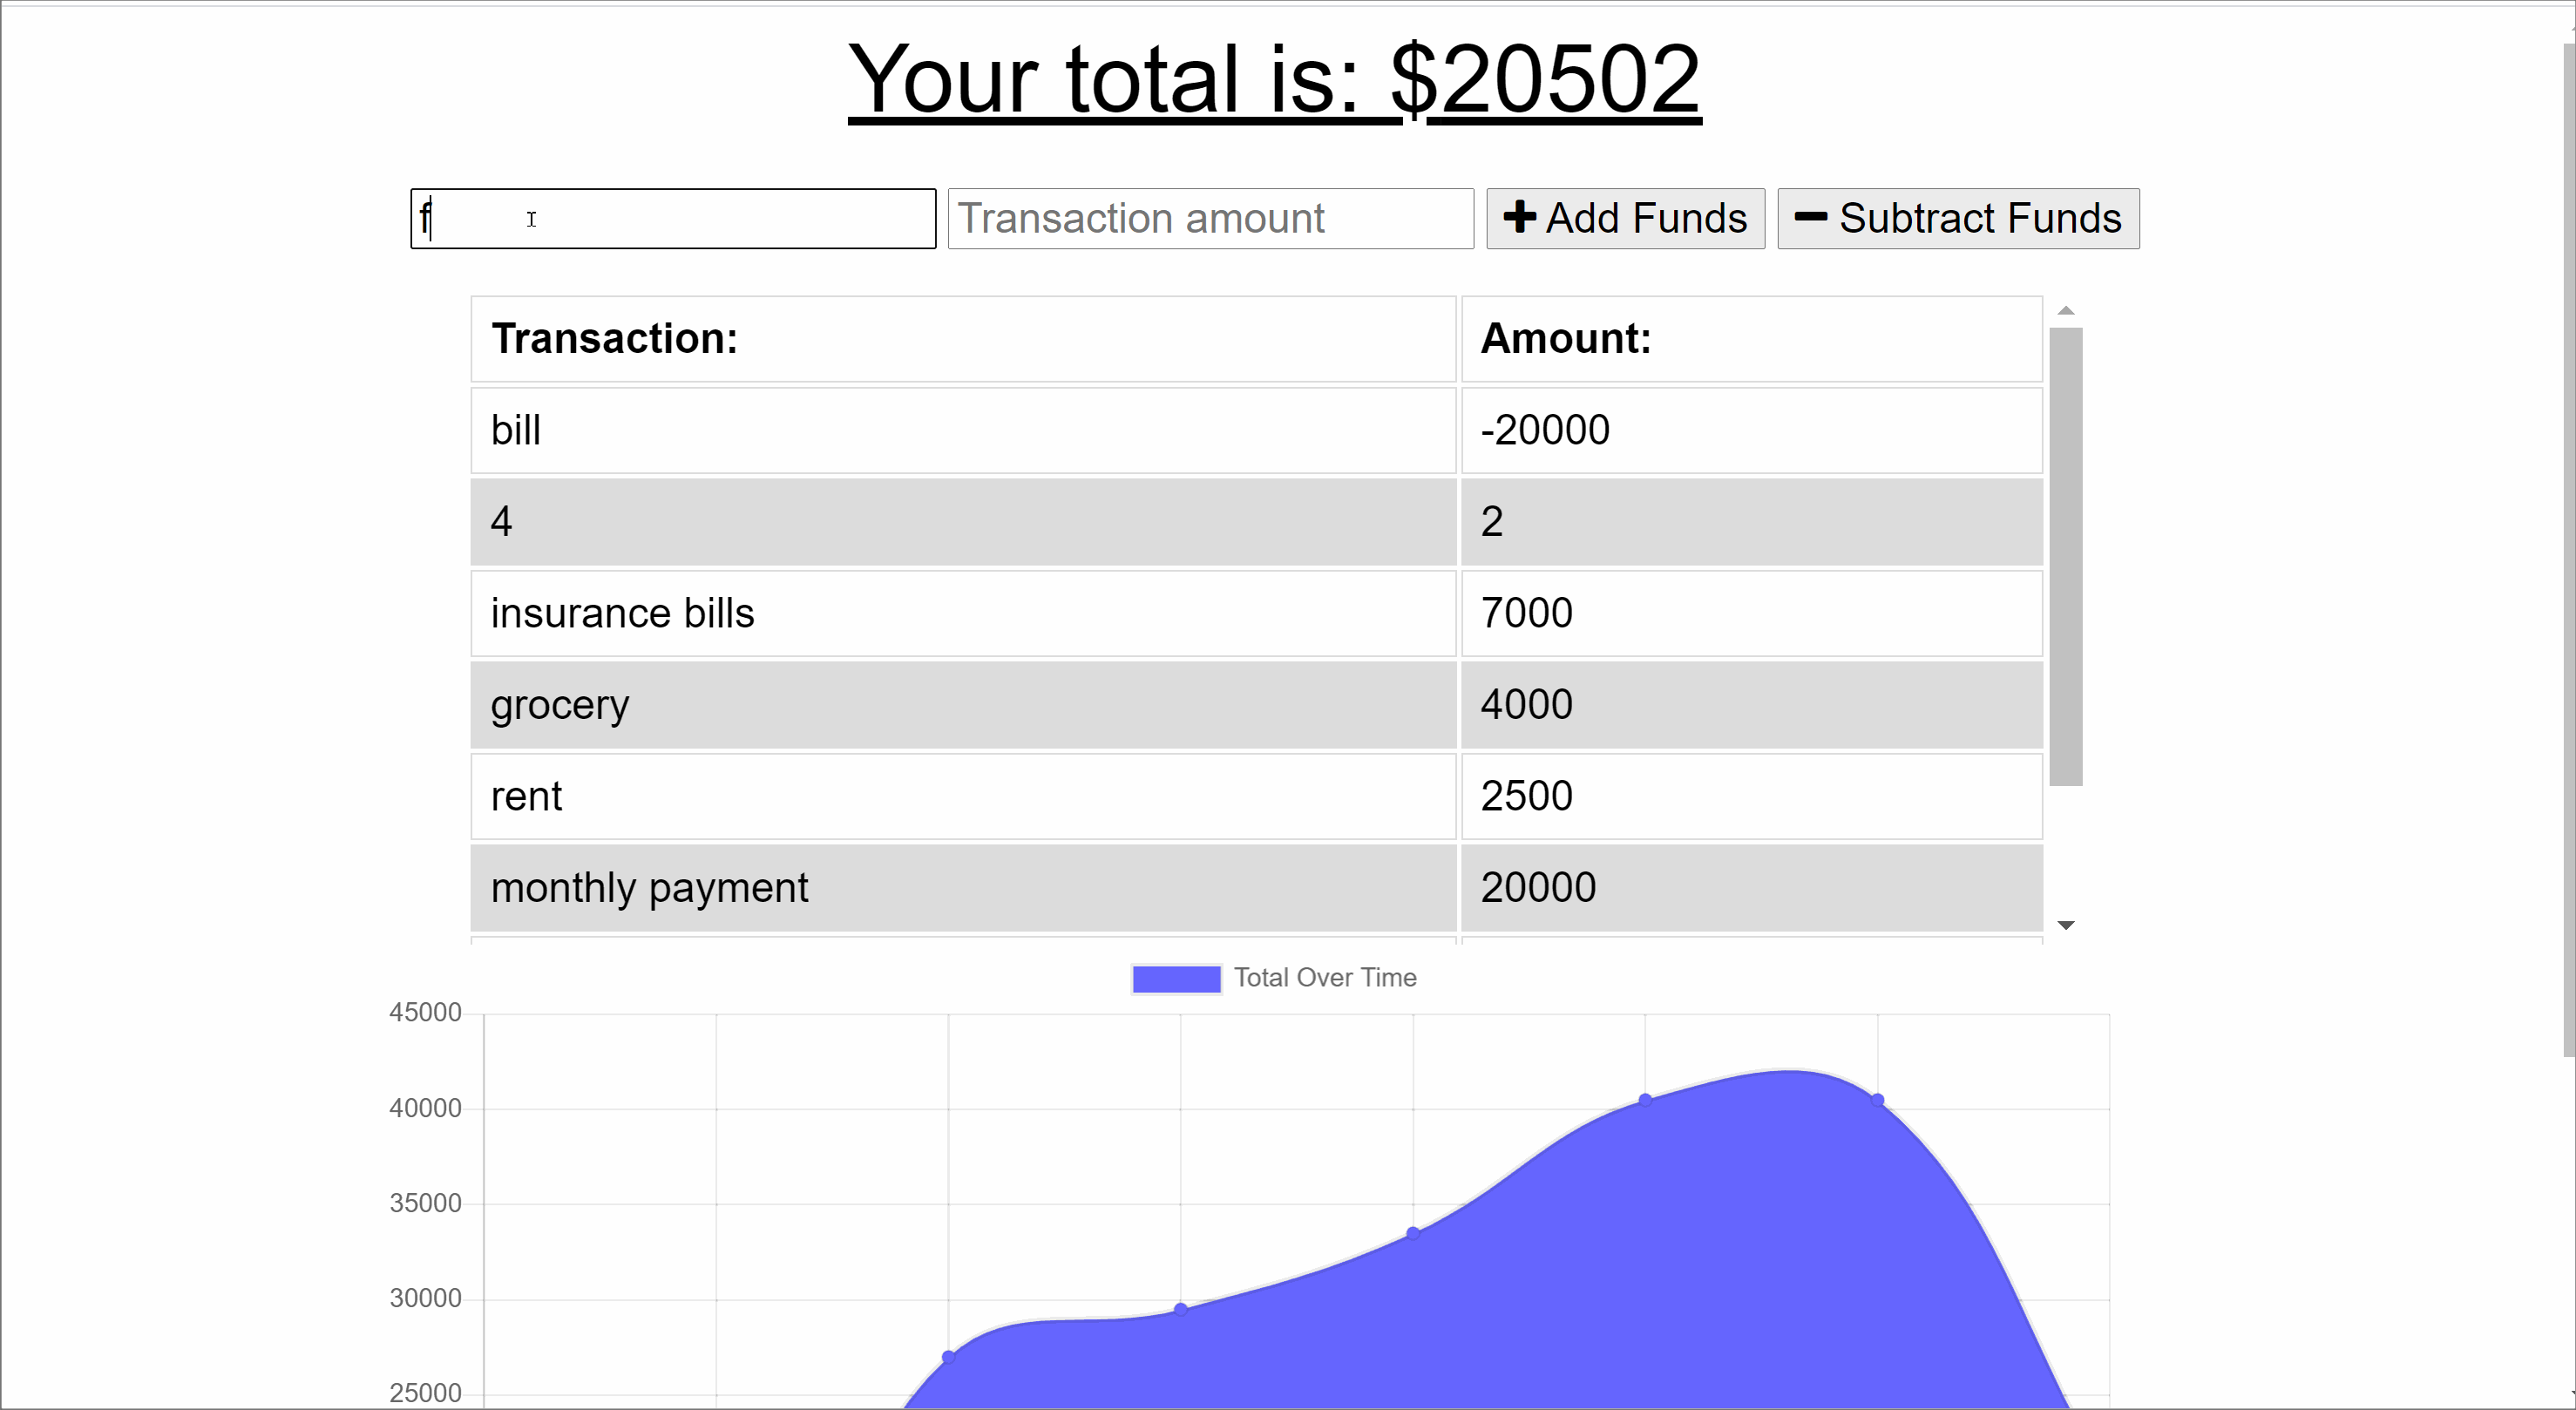 Your total is: $20502
f Transaction amount Add Funds Subtract Funds
Transaction: Amount:
bill -20000
4 2
insurance bills 7000
grocery 4000
rent 2500
monthly payment 20000
Total Over Time
45000
40000
35000
30000
25000